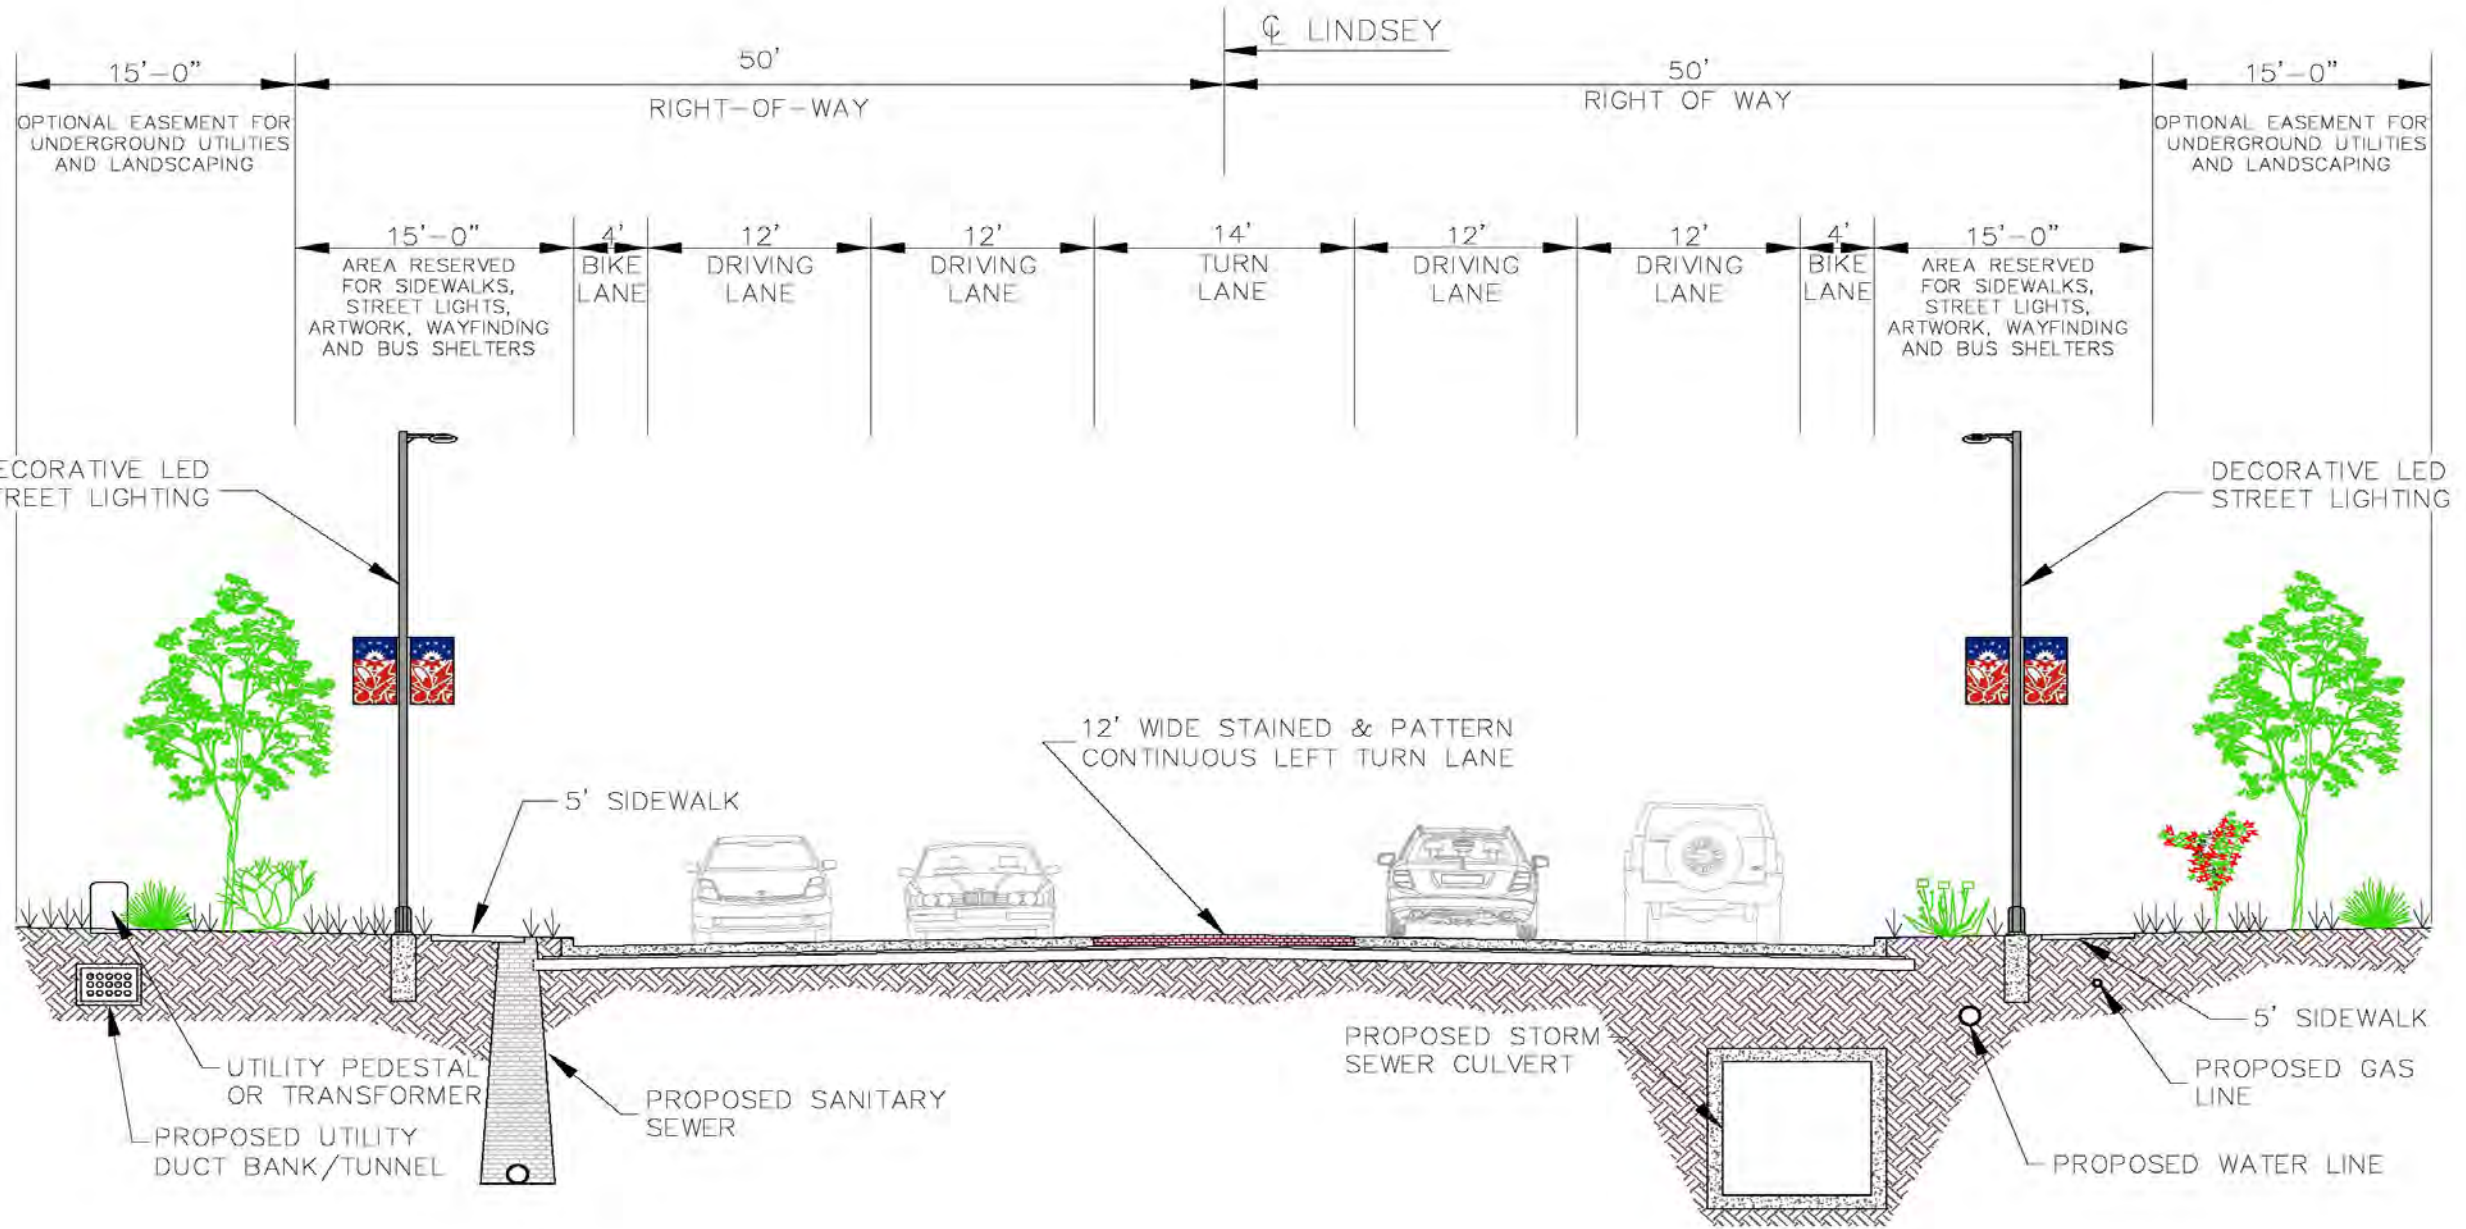 ℄ LINDSEY
15'-0"
50'
50'
15'-0"
RIGHT-OF-WAY
RIGHT OF WAY
OPTIONAL EASEMENT FOR
UNDERGROUND UTILITIES
AND LANDSCAPING
OPTIONAL EASEMENT FOR
UNDERGROUND UTILITIES
AND LANDSCAPING
15'-0"
4'
12'
12'
14'
12'
12'
4'
15'-0"
AREA RESERVED
FOR SIDEWALKS,
STREET LIGHTS,
ARTWORK, WAYFINDING
AND BUS SHELTERS
BIKE
LANE
DRIVING
LANE
DRIVING
LANE
TURN
LANE
DRIVING
LANE
DRIVING
LANE
BIKE
LANE
AREA RESERVED
FOR SIDEWALKS,
STREET LIGHTS,
ARTWORK, WAYFINDING
AND BUS SHELTERS
ECORATIVE LED
TREET LIGHTING
DECORATIVE LED
STREET LIGHTING
12' WIDE STAINED & PATTERN
CONTINUOUS LEFT TURN LANE
5' SIDEWALK
5' SIDEWALK
PROPOSED STORM
SEWER CULVERT
UTILITY PEDESTAL
OR TRANSFORMER
PROPOSED GAS
LINE
PROPOSED SANITARY
SEWER
PROPOSED UTILITY
DUCT BANK/TUNNEL
PROPOSED WATER LINE